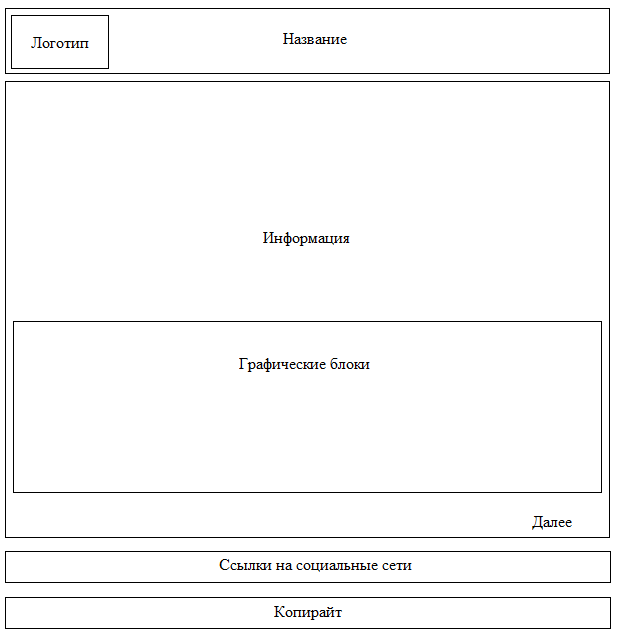 Логотип
Название
Информация
Графические блоки
Далее
Ссылки на социальные сети
Копирайт